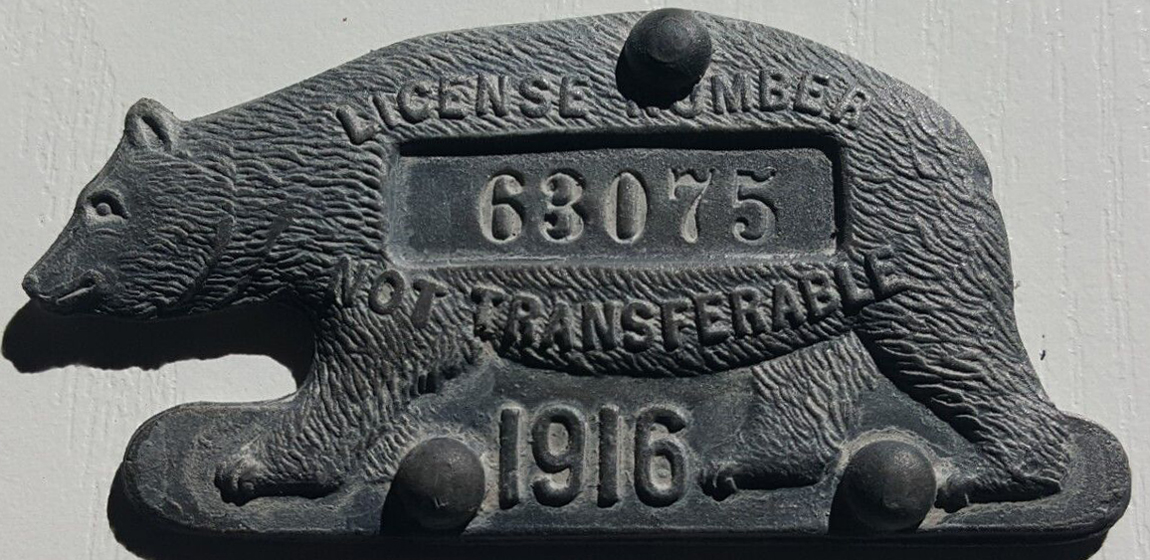 LICENSE NUMBER
63075
NOT TRANSFERABLE
1916